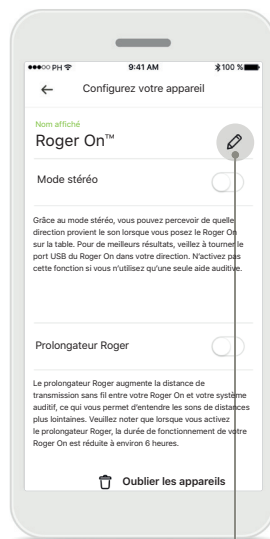 PH 9:41 AM 100 %
Configurez votre appareil
Nom affiché
Roger On™
Mode stéréo
Grâce au mode stéréo, vous pouvez percevoir de quelle
direction provient le son lorsque vous posez le Roger On
sur la table. Pour de meilleurs résultats, veillez à tourner le
port USB du Roger On dans votre direction. N'activez pas
cette fonction si vous n'utilisez qu'une seule aide auditive.
Prolongateur Roger
Le prolongateur Roger augmente la distance de
transmission sans fil entre votre Roger On et votre système
auditif, ce qui vous permet d'entendre les sons de distances
plus lointaines. Veuillez noter que lorsque vous activez
le prolongateur Roger, la durée de fonctionnement de votre
Roger On est réduite à environ 6 heures.
Oublier les appareils